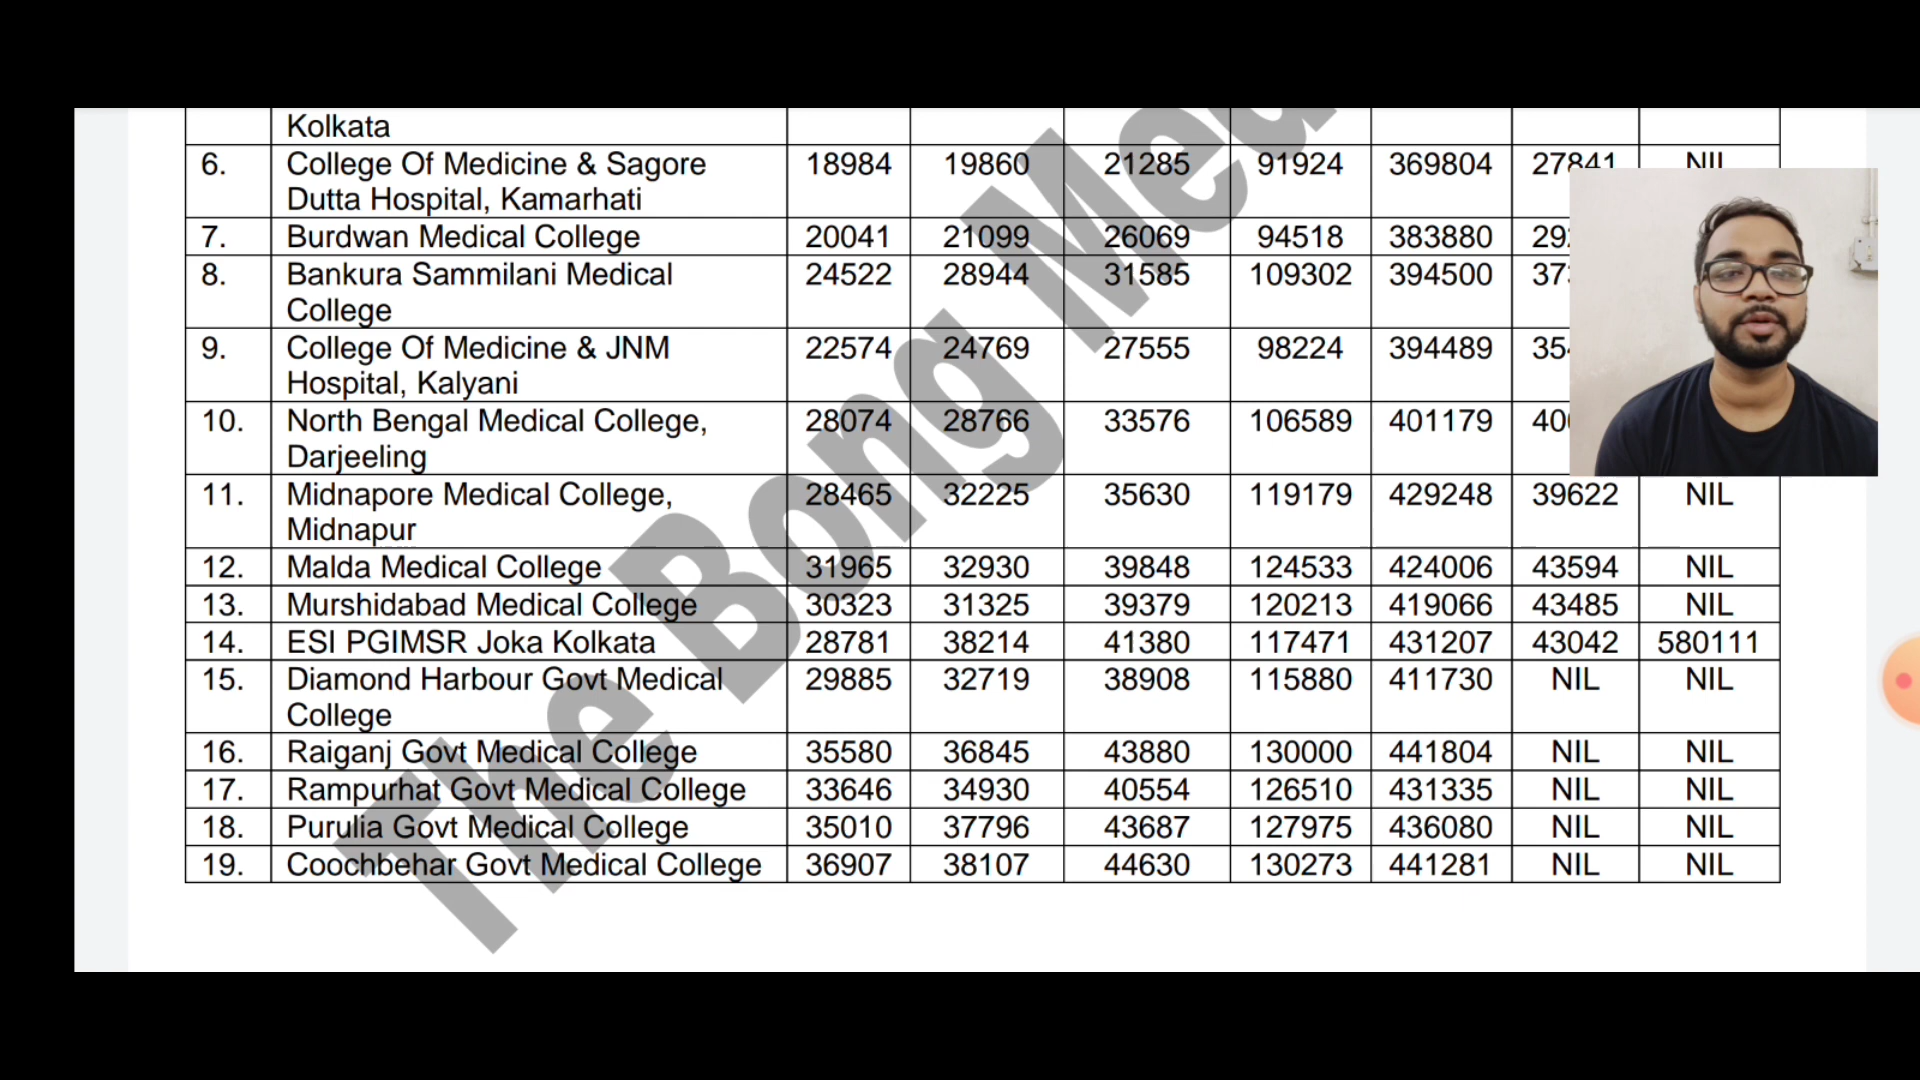 Kolkata
6. College Of Medicine & Sagore 18984 19860 21285 91924 369804 27841 NIL
Dutta Hospital, Kamarhati
7. Burdwan Medical College 20041 21099 26069 94518 383880
8. Bankura Sammilani Medical 24522 28944 31585 109302 394500
College
9. College Of Medicine & JNM 22574 24769 27555 98224 394489
Hospital, Kalyani
10. North Bengal Medical College, 28074 28766 33576 106589 401179
Darjeeling
11. Midnapore Medical College, 28465 32225 35630 119179 429248 39622 NIL
Midnapur
12. Malda Medical College 31965 32930 39848 124533 424006 43594 NIL
13. Murshidabad Medical College 30323 31325 39379 120213 419066 43485 NIL
14. ESI PGIMSR Joka Kolkata 28781 38214 41380 117471 431207 43042 580111
15. Diamond Harbour Govt Medical 29885 32719 38908 115880 411730 NIL NIL
College
16. Raiganj Govt Medical College 35580 36845 43880 130000 441804 NIL NIL
17. Rampurhat Govt Medical College 33646 34930 40554 126510 431335 NIL NIL
18. Purulia Govt Medical College 35010 37796 43687 127975 436080 NIL NIL
19. Coochbehar Govt Medical College 36907 38107 44630 130273 441281 NIL NIL
The Bong Med